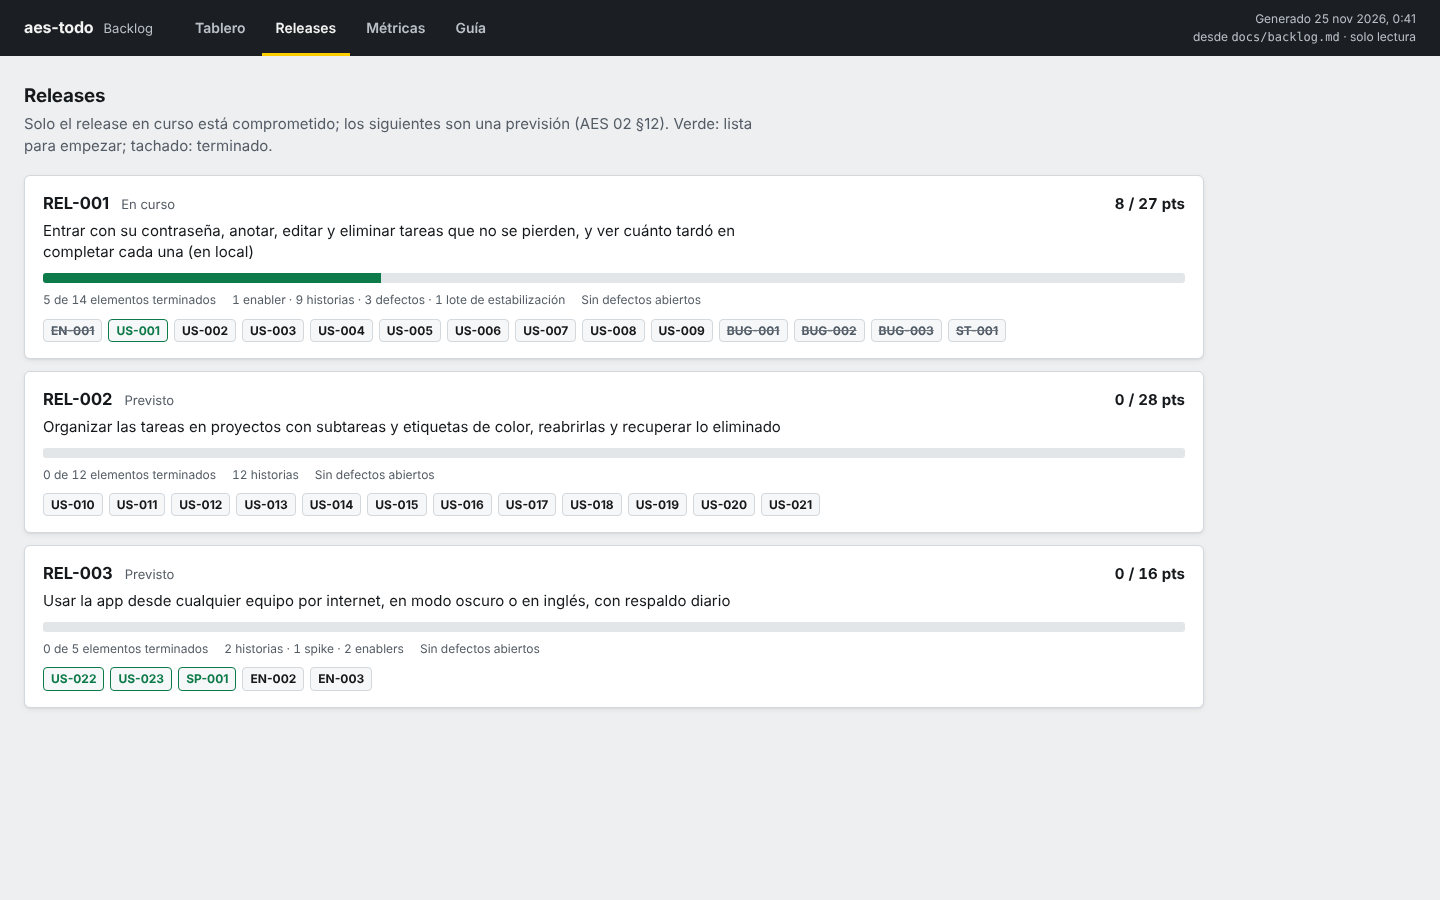 aes-todo Backlog Tablero Releases Métricas Guía
Generado 25 nov 2026, 0:41
desde docs/backlog.md · solo lectura
Releases
Solo el release en curso está comprometido; los siguientes son una previsión (AES 02 §12). Verde: lista
para empezar; tachado: terminado.
REL-001 En curso 8 / 27 pts
Entrar con su contraseña, anotar, editar y eliminar tareas que no se pierden, y ver cuánto tardó en
completar cada una (en local)
5 de 14 elementos terminados 1 enabler · 9 historias · 3 defectos · 1 lote de estabilización Sin defectos abiertos
EN-001 US-001 US-002 US-003 US-004 US-005 US-006 US-007 US-008 US-009 BUG-001 BUG-002 BUG-003 ST-001
REL-002 Previsto 0 / 28 pts
Organizar las tareas en proyectos con subtareas y etiquetas de color, reabrirlas y recuperar lo eliminado
0 de 12 elementos terminados 12 historias Sin defectos abiertos
US-010 US-011 US-012 US-013 US-014 US-015 US-016 US-017 US-018 US-019 US-020 US-021
REL-003 Previsto 0 / 16 pts
Usar la app desde cualquier equipo por internet, en modo oscuro o en inglés, con respaldo diario
0 de 5 elementos terminados 2 historias · 1 spike · 2 enablers Sin defectos abiertos
US-022 US-023 SP-001 EN-002 EN-003